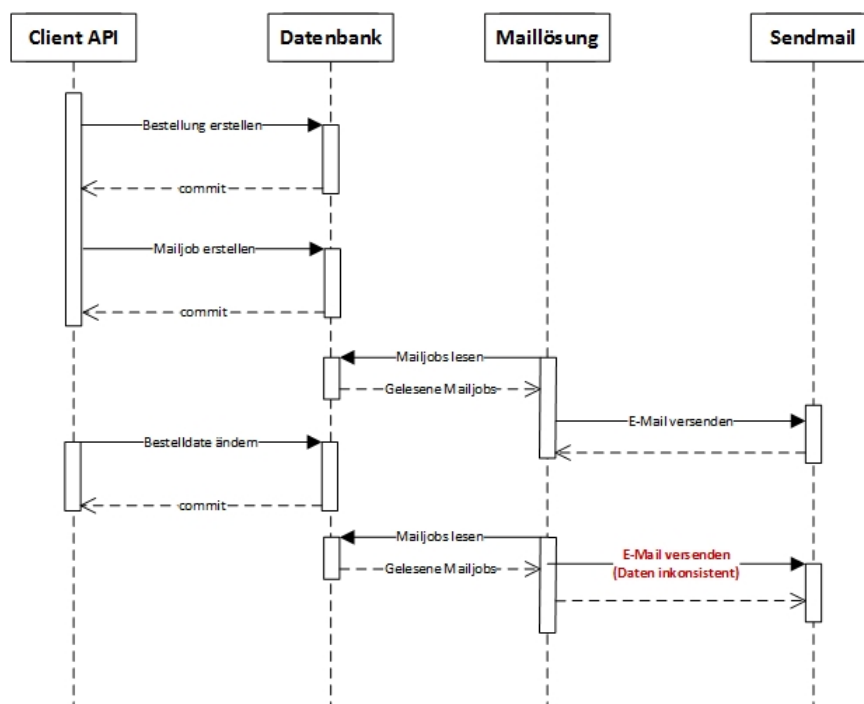 Client API
Datenbank
Maillösung
Sendmail
Bestellung erstellen
commit
Mailjob erstellen
commit
Mailjobs lesen
Gelesene Mailjobs
E-Mail versenden
Bestelldate ändern
commit
Mailjobs lesen
Gelesene Mailjobs
E-Mail versenden
(Daten inkonsistent)